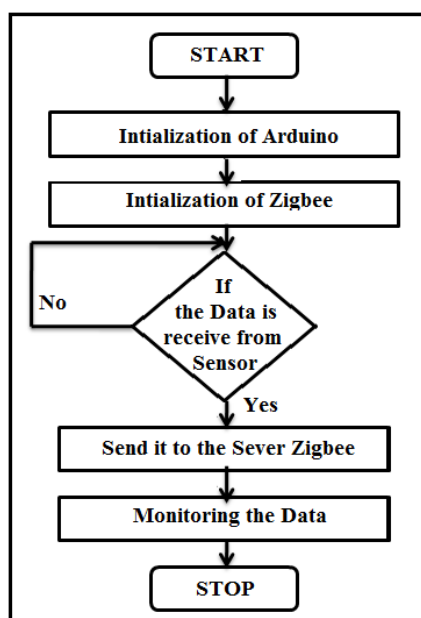 START
Intialization of Arduino
Intialization of Zigbee
If
the Data is
receive from
Sensor
No
Yes
Send it to the Sever Zigbee
Monitoring the Data
STOP